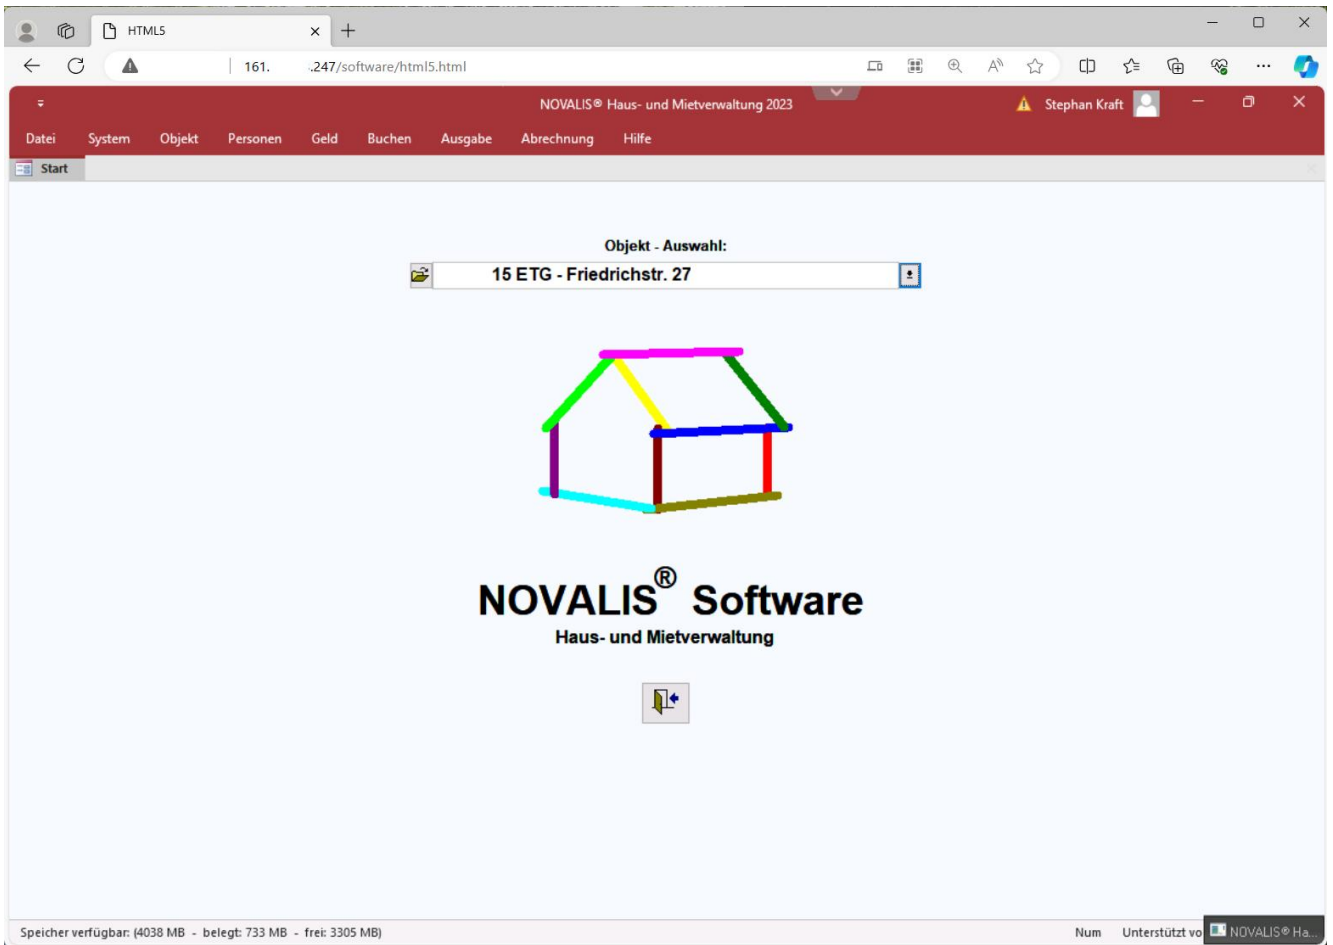 HTML5
161. .247/software/html5.html
NOVALIS® Haus- und Mietverwaltung 2023
Stephan Kraft
Datei System Objekt Personen Geld Buchen Ausgabe Abrechnung Hilfe
Start
Objekt - Auswahl:
15 ETG - Friedrichstr. 27
NOVALIS® Software
Haus- und Mietverwaltung
Speicher verfügbar: (4038 MB - belegt: 733 MB - frei: 3305 MB)
Num Unterstützt vo
NOVALIS® Ha...